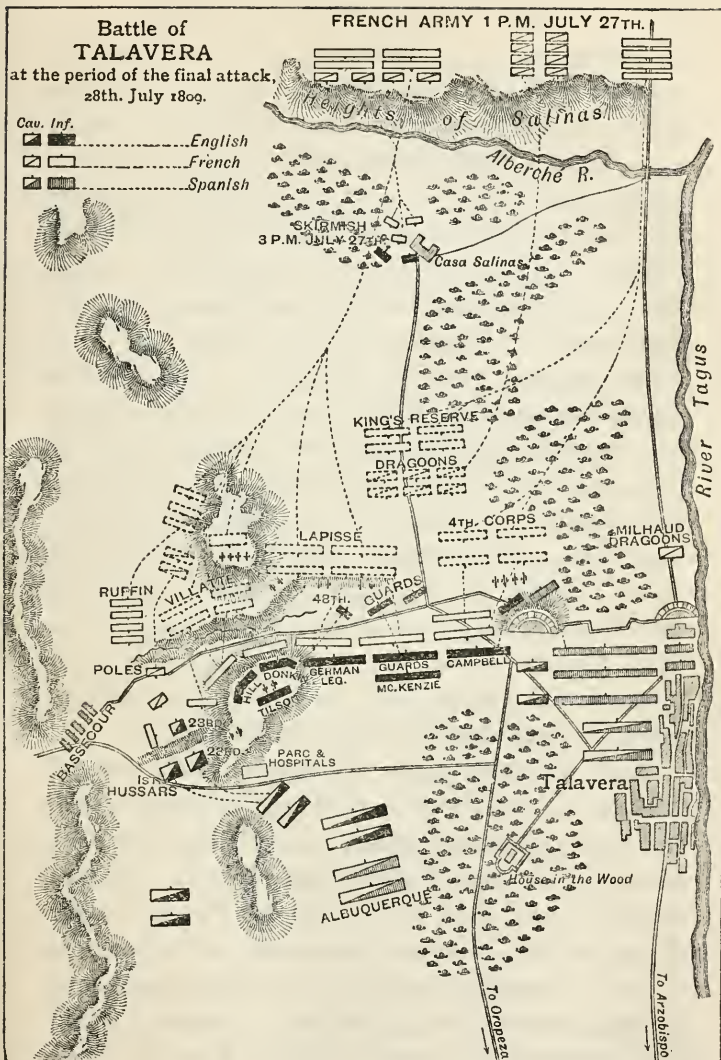 Battle of
TALAVERA
at the period of the final attack,
28th. July 1809.
Cav. Inf.
English
French
Spanish
FRENCH ARMY 1 P.M. JULY 27TH.
Heights of Salinas
Alberché R.
SKIRMISH
3 P.M. JULY 27TH
Casa Salinas
River Tagus
KING'S RESERVE
DRAGOONS
4TH. CORPS
LAPISSE
MILHAUD
DRAGOONS
RUFFIN
VILLATTE
48TH.
GUARDS
POLES
HILL
DONKIN
TILSON
GERMAN
LEG.
GUARDS
MC.KENZIE
CAMPBELL
BASSECOUR
23RD.
HUSSARS
PARC &
HOSPITALS
Talavera
House in the Wood
ALBUQUERQUE
To Oropeza
To Arzobispo